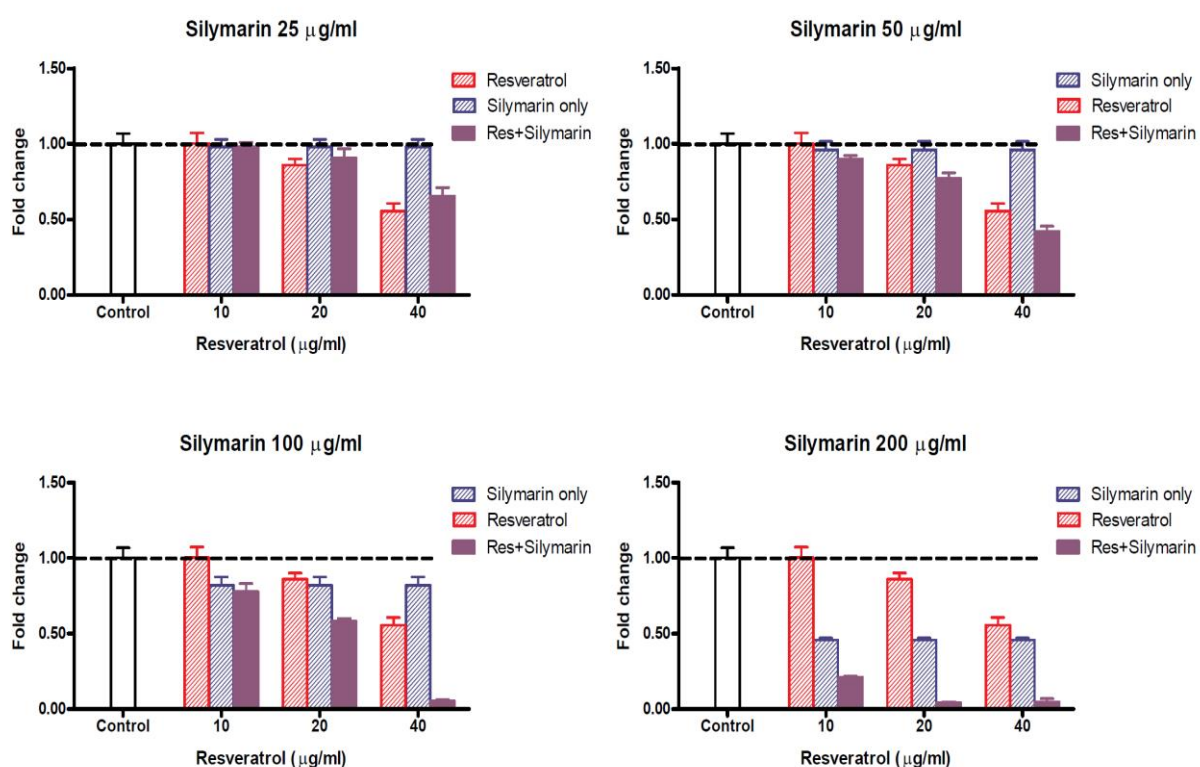 Silymarin 25 μg/ml
1.50
1.00
0.50
0.00
Fold change
Resveratrol
Silymarin only
Res+Silymarin
Control 10 20 40
Resveratrol (μg/ml)
Silymarin 50 μg/ml
1.50
1.00
0.50
0.00
Fold change
Silymarin only
Resveratrol
Res+Silymarin
Control 10 20 40
Resveratrol (μg/ml)
Silymarin 100 μg/ml
1.50
1.00
0.50
0.00
Fold change
Silymarin only
Resveratrol
Res+Silymarin
Control 10 20 40
Resveratrol (μg/ml)
Silymarin 200 μg/ml
1.50
1.00
0.50
0.00
Fold change
Silymarin only
Resveratrol
Res+Silymarin
Control 10 20 40
Resveratrol (μg/ml)